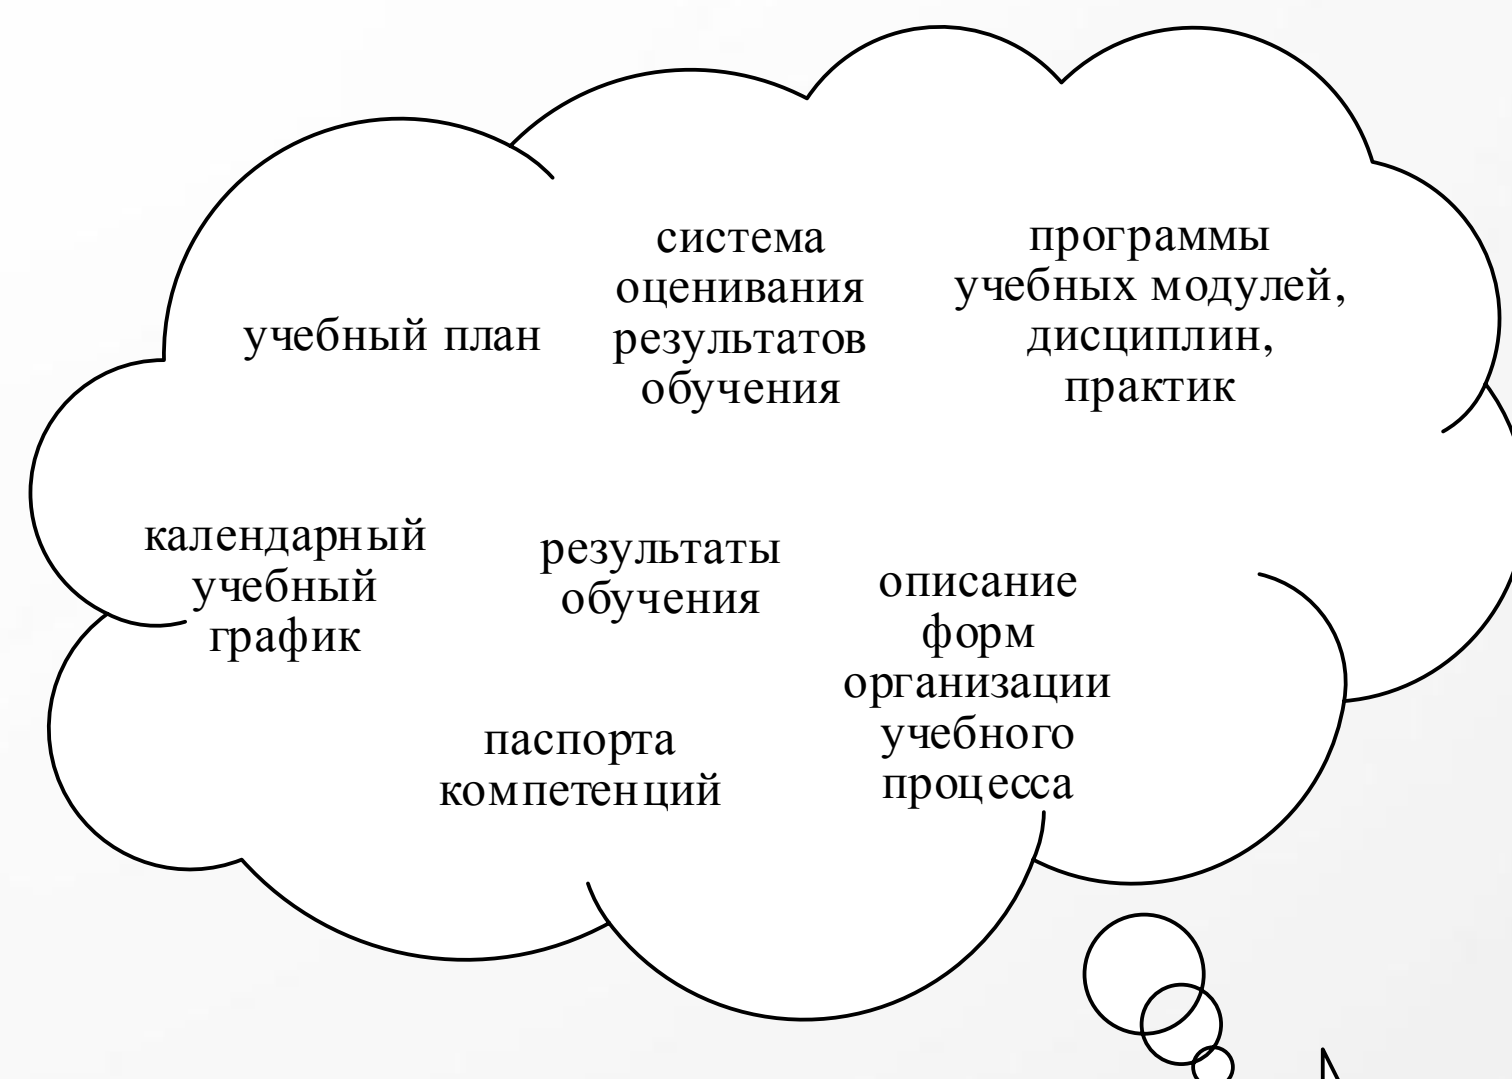 учебный план
система
оценивания
результатов
обучения
программы
учебных модулей,
дисциплин,
практик
календарный
учебный
график
результаты
обучения
описание
форм
организации
учебного
процесса
паспорта
компетенций